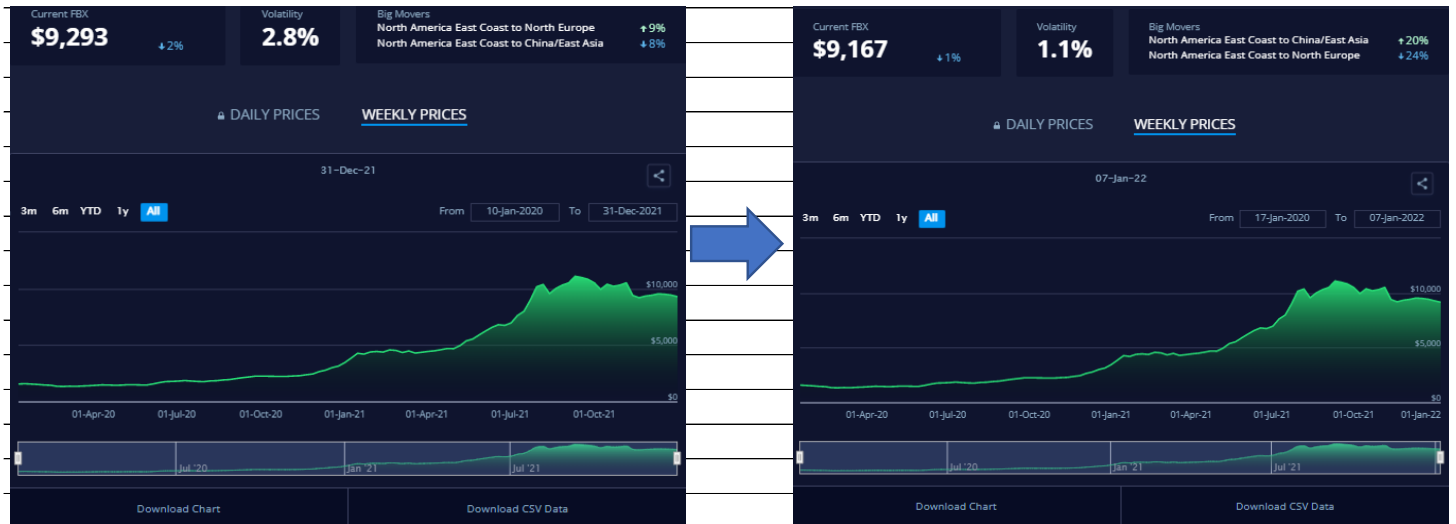 Current FBX
$9,293
2%
Volatility
2.8%
Big Movers
North America East Coast to North Europe 9%
North America East Coast to China/East Asia 8%
DAILY PRICES
WEEKLY PRICES
31-Dec-21
3m 6m YTD 1y All
From 10-Jan-2020 To 31-Dec-2021
$10,000
$5,000
$0
01-Apr-20 01-Jul-20 01-Oct-20 01-Jan-21 01-Apr-21 01-Jul-21 01-Oct-21
Jul '20 Jan '21 Jul '21
Download Chart
Download CSV Data
Current FBX
$9,167
1%
Volatility
1.1%
Big Movers
North America East Coast to China/East Asia 20%
North America East Coast to North Europe 24%
DAILY PRICES
WEEKLY PRICES
07-Jan-22
3m 6m YTD 1y All
From 17-Jan-2020 To 07-Jan-2022
$10,000
$5,000
$0
01-Apr-20 01-Jul-20 01-Oct-20 01-Jan-21 01-Apr-21 01-Jul-21 01-Oct-21 01-Jan-22
Jul '20 Jan '21 Jul '21
Download Chart
Download CSV Data